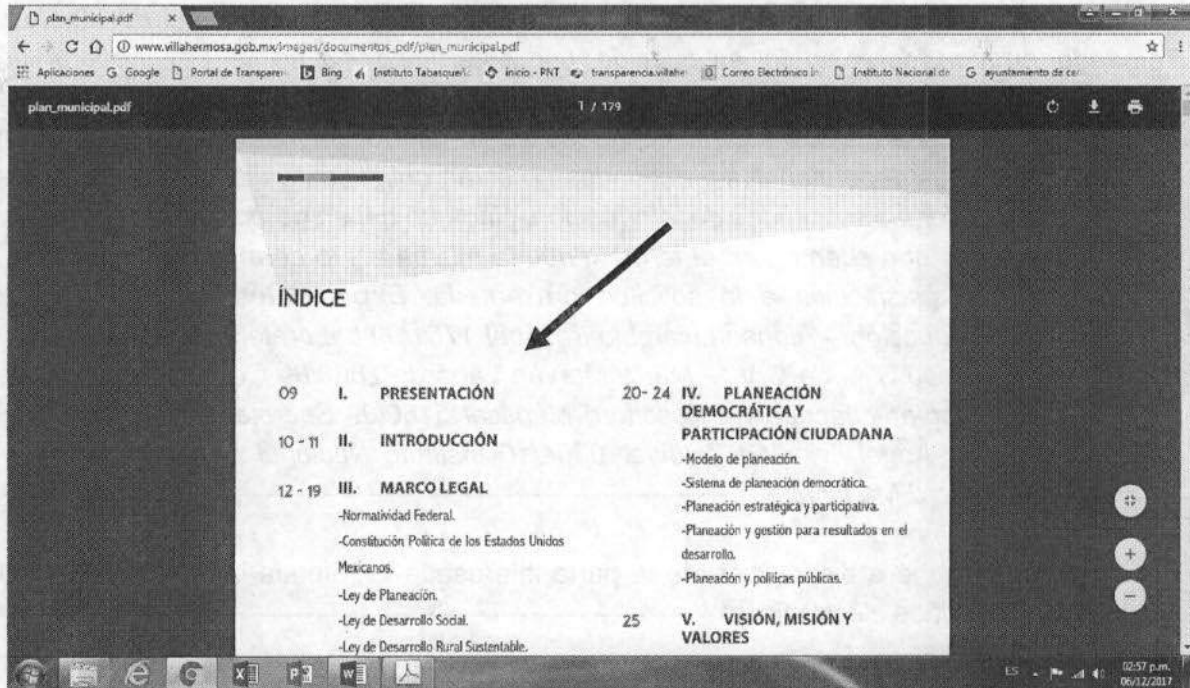 plan_municipal.pdf
www.villahermosa.gob.mx/images/documentos_pdf/plan_municipal.pdf
Aplicaciones Google Portal de Transparen Bing Instituto Tabasqueñ inicio - PNT transparencia.villahe Correo Electrónico In Instituto Nacional de ayuntamiento de cen
plan_municipal.pdf 1 / 179
ÍNDICE
09 I. PRESENTACIÓN
10 - 11 II. INTRODUCCIÓN
12 - 19 III. MARCO LEGAL
-Normatividad Federal.
-Constitución Política de los Estados Unidos
Mexicanos.
-Ley de Planeación.
-Ley de Desarrollo Social.
-Ley de Desarrollo Rural Sustentable.
20- 24 IV. PLANEACIÓN
DEMOCRÁTICA Y
PARTICIPACIÓN CIUDADANA
-Modelo de planeación.
-Sistema de planeación democrática.
-Planeación estratégica y participativa.
-Planeación y gestión para resultados en el
desarrollo.
-Planeación y políticas públicas.
25 V. VISIÓN, MISIÓN Y
VALORES
ES 02:57 p.m.
06/12/2017